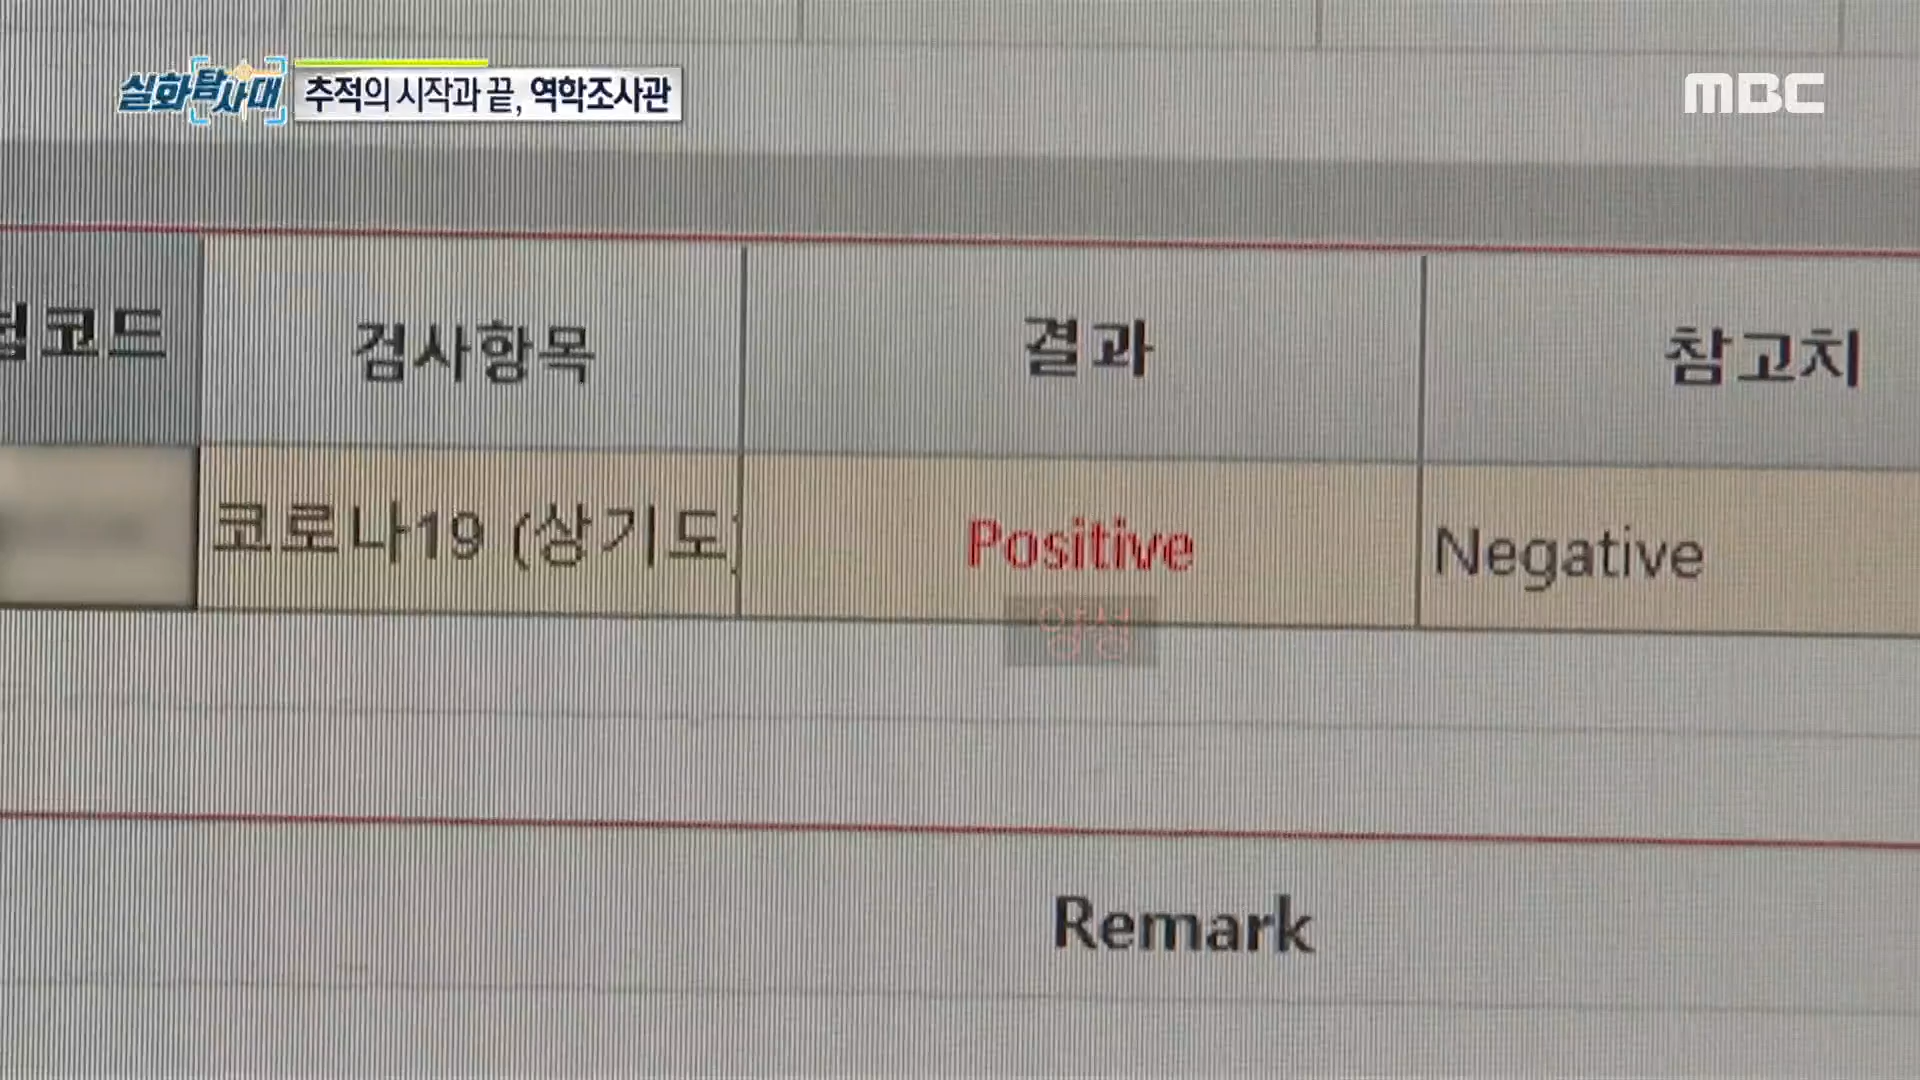 실화탐사대
추적의 시작과 끝, 역학조사관
MBC
코드 검사항목 결과 참고치
코로나19 (상기도 Positive Negative
양성
Remark